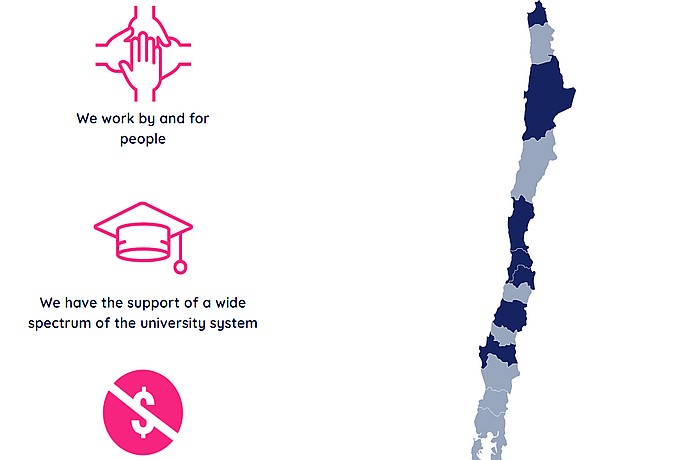 We work by and for
people
We have the support of a wide
spectrum of the university system
$